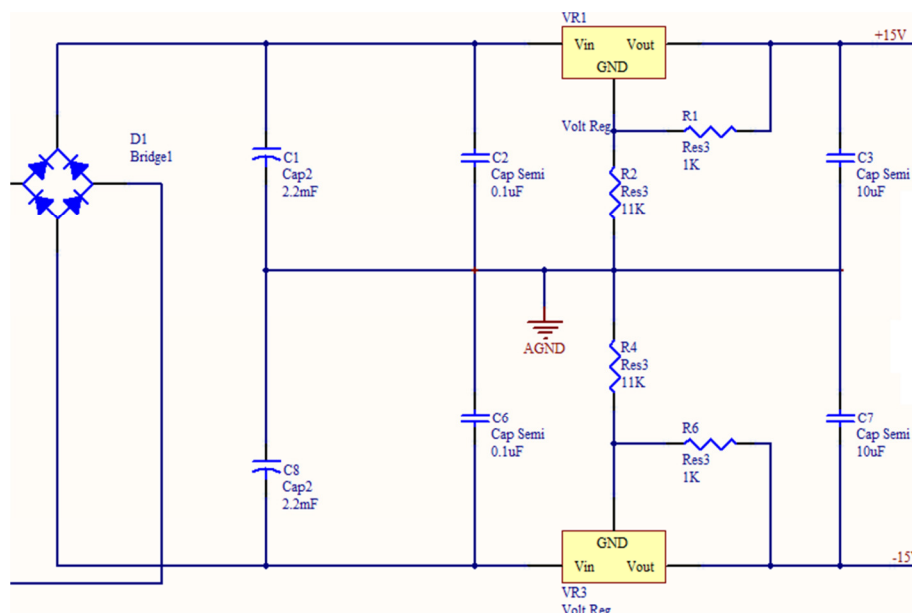 VR1
Vin Vout
GND
Volt Reg
+15V
D1
Bridge1
C1
Cap2
2.2mF
C2
Cap Semi
0.1uF
R1
Res3
1K
R2
Res3
11K
C3
Cap Semi
10uF
AGND
R4
Res3
11K
C6
Cap Semi
0.1uF
R6
Res3
1K
C7
Cap Semi
10uF
C8
Cap2
2.2mF
GND
Vin Vout
VR3
Volt Reg
-15V